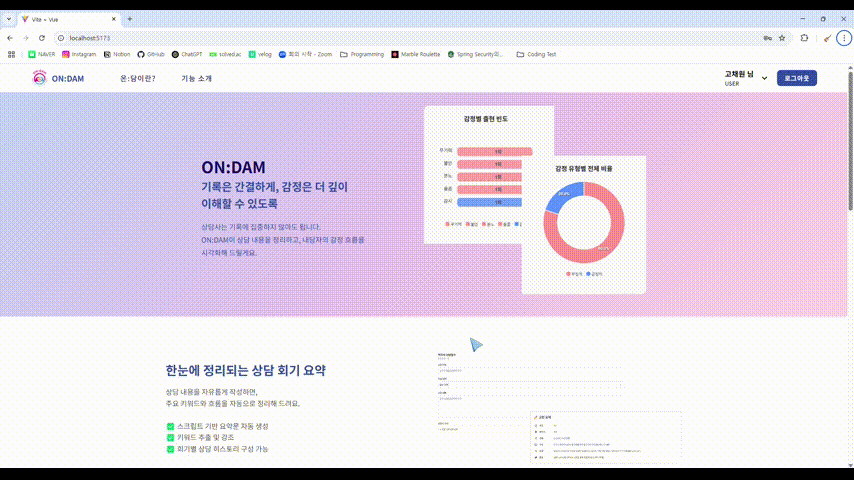 Vite + Vue
localhost:5173
NAVER
Instagram
Notion
GitHub
ChatGPT
solved.ac
velog
회의 시작 - Zoom
Programming
Marble Roulette
Spring Security의...
Coding Test
ON:DAM
온:담이란?
기능 소개
고채원 님
USER
로그아웃
ON:DAM
기록은 간결하게, 감정은 더 깊이
이해할 수 있도록
상담사는 기록에 집중하지 않아도 됩니다.
ON:DAM이 상담 내용을 정리하고, 내담자의 감정 흐름을
시각화해 드릴게요.
감정별 출현 빈도
무기력
불안
분노
슬픔
감사
감정 유형별 전체 비율
부정적
긍정적
한눈에 정리되는 상담 회기 요약
상담 내용을 자유롭게 작성하면,
주요 키워드와 흐름을 자동으로 정리해 드려요.
스크립트 기반 요약문 자동 생성
키워드 추출 및 강조
회기별 상담 히스토리 구성 가능